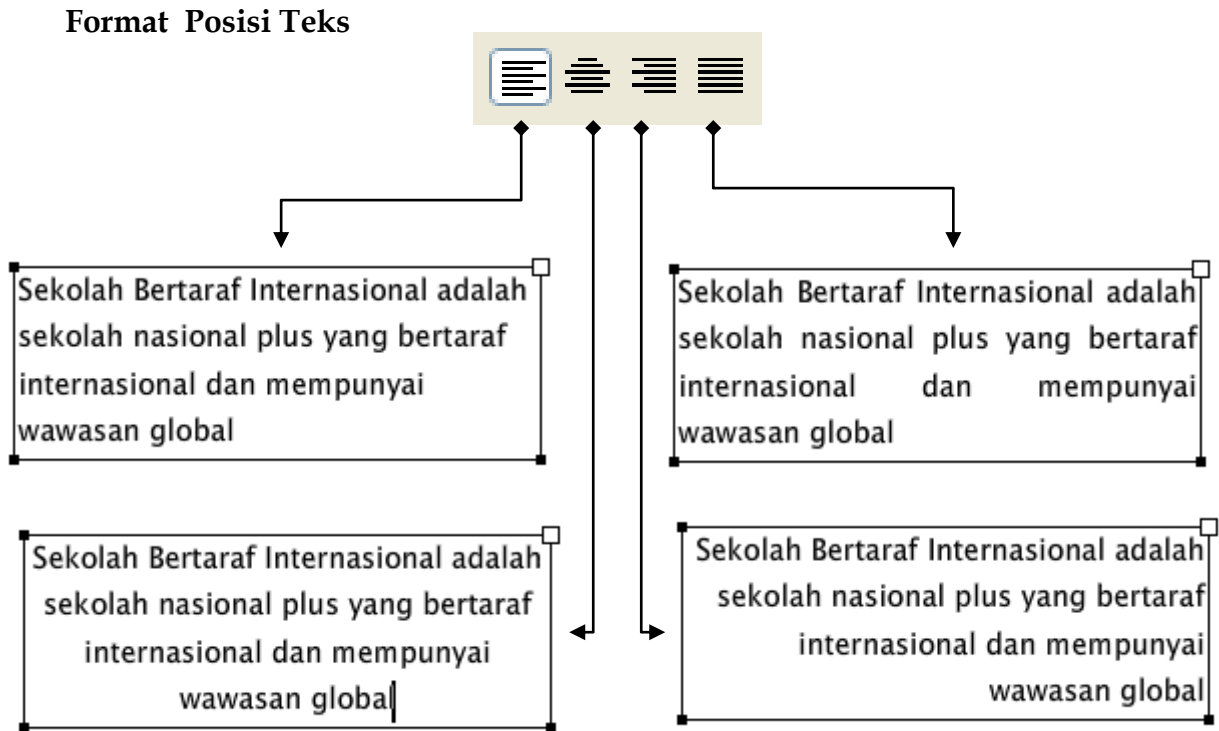 Format Posisi Teks
Sekolah Bertaraf Internasional adalah
sekolah nasional plus yang bertaraf
internasional dan mempunyai
wawasan global
Sekolah Bertaraf Internasional adalah
sekolah nasional plus yang bertaraf
internasional dan mempunyai
wawasan global
Sekolah Bertaraf Internasional adalah
sekolah nasional plus yang bertaraf
internasional dan mempunyai
wawasan global
Sekolah Bertaraf Internasional adalah
sekolah nasional plus yang bertaraf
internasional dan mempunyai
wawasan global